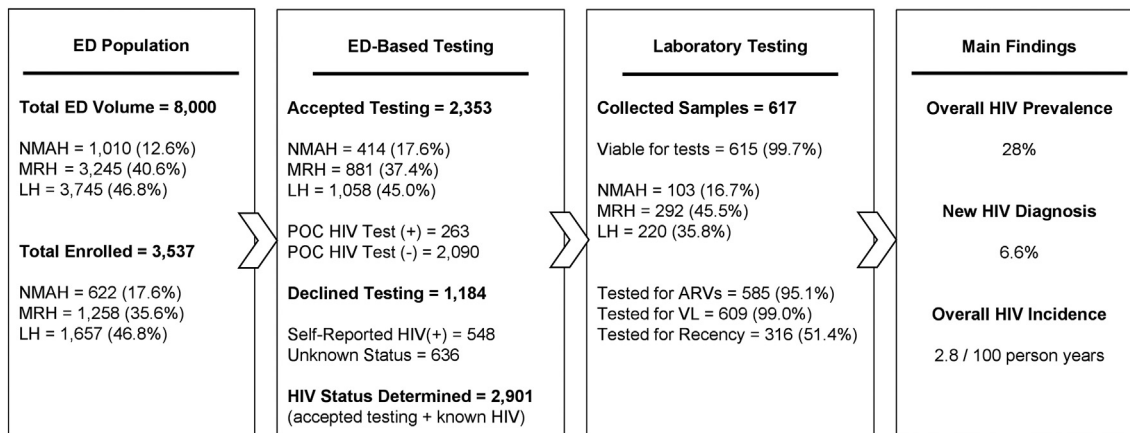 ED Population
Total ED Volume = 8,000
NMAH = 1,010 (12.6%)
MRH = 3,245 (40.6%)
LH = 3,745 (46.8%)
Total Enrolled = 3,537
NMAH = 622 (17.6%)
MRH = 1,258 (35.6%)
LH = 1,657 (46.8%)
ED-Based Testing
Accepted Testing = 2,353
NMAH = 414 (17.6%)
MRH = 881 (37.4%)
LH = 1,058 (45.0%)
POC HIV Test (+) = 263
POC HIV Test (-) = 2,090
Declined Testing = 1,184
Self-Reported HIV(+) = 548
Unknown Status = 636
HIV Status Determined = 2,901
(accepted testing + known HIV)
Laboratory Testing
Collected Samples = 617
Viable for tests = 615 (99.7%)
NMAH = 103 (16.7%)
MRH = 292 (45.5%)
LH = 220 (35.8%)
Tested for ARVs = 585 (95.1%)
Tested for VL = 609 (99.0%)
Tested for Recency = 316 (51.4%)
Main Findings
Overall HIV Prevalence
28%
New HIV Diagnosis
6.6%
Overall HIV Incidence
2.8 / 100 person years